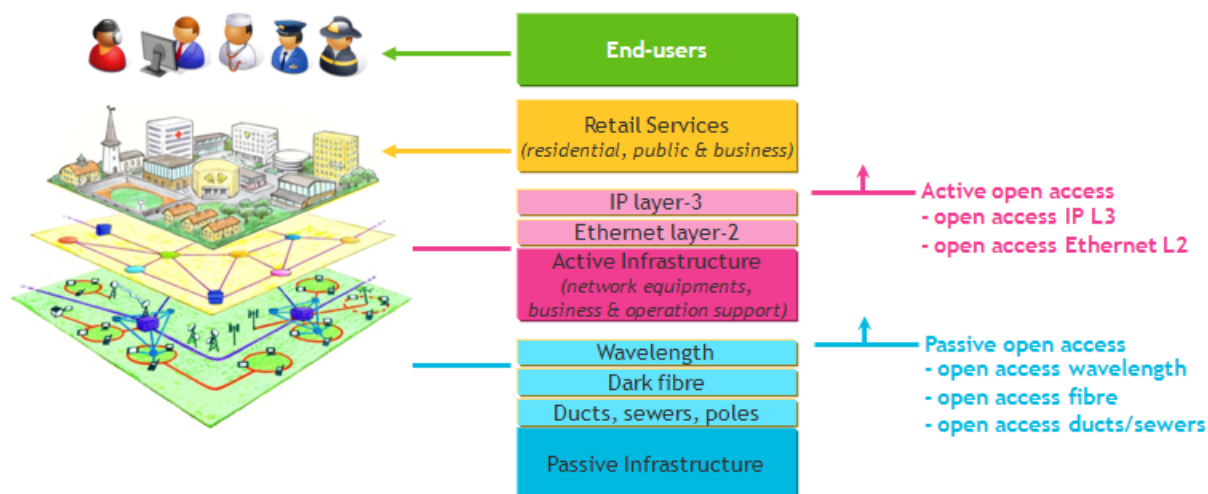 End-users
Retail Services
(residential, public & business)
IP layer-3
Ethernet layer-2
Active Infrastructure
(network equipments,
business & operation support)
Wavelength
Dark fibre
Ducts, sewers, poles
Passive Infrastructure
Active open access
- open access IP L3
- open access Ethernet L2
Passive open access
- open access wavelength
- open access fibre
- open access ducts/sewers